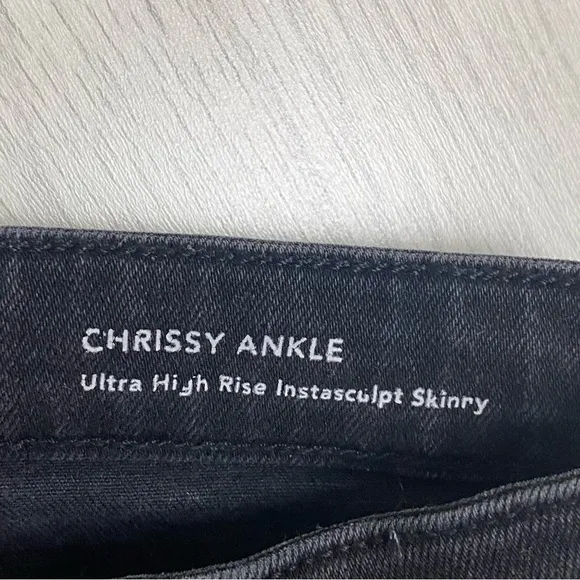 CHRISSY ANKLE
Ultra High Rise Instasculpt Skinny